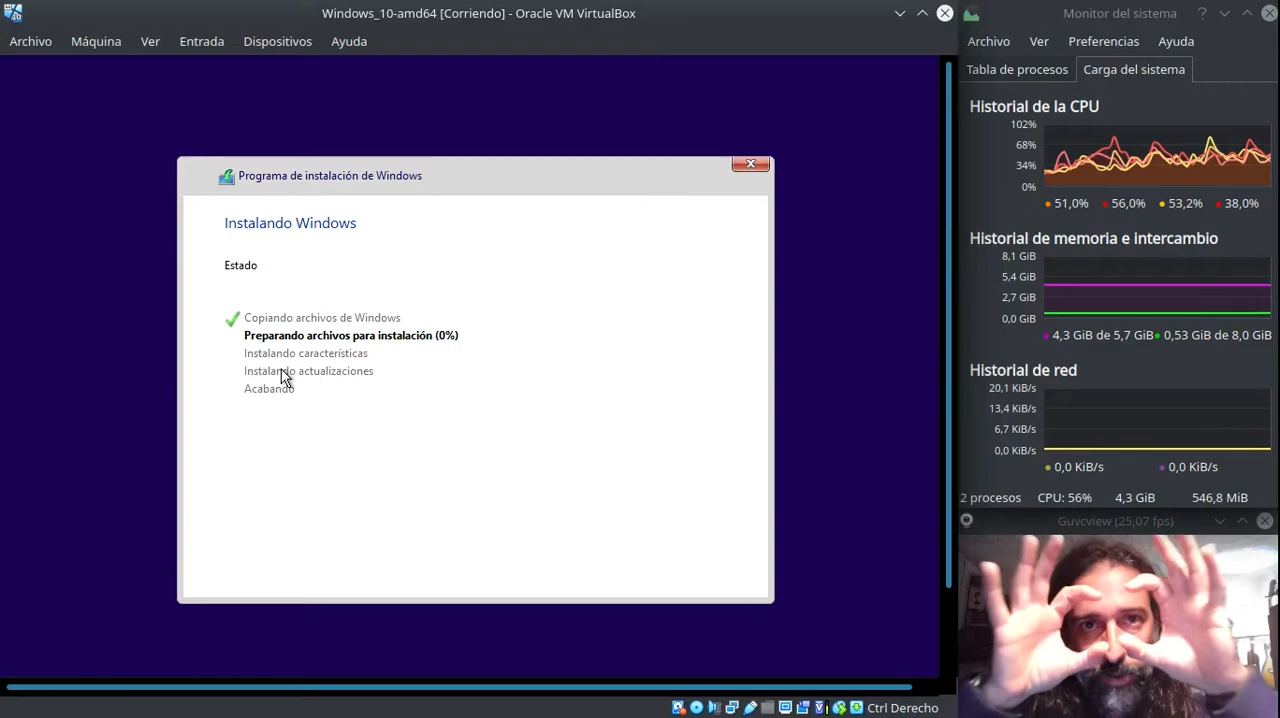 Windows_10-amd64 [Corriendo] - Oracle VM VirtualBox
Archivo Máquina Ver Entrada Dispositivos Ayuda
Programa de instalación de Windows
Instalando Windows
Estado
Copiando archivos de Windows
Preparando archivos para instalación (0%)
Instalando características
Instalando actualizaciones
Acabando
Ctrl Derecho
Monitor del sistema
Archivo Ver Preferencias Ayuda
Tabla de procesos Carga del sistema
Historial de la CPU
102%
68%
34%
0%
51,0% 56,0% 53,2% 38,0%
Historial de memoria e intercambio
8,1 GiB
5,4 GiB
2,7 GiB
0,0 GiB
4,3 GiB de 5,7 GiB 0,53 GiB de 8,0 GiB
Historial de red
20,1 KiB/s
13,4 KiB/s
6,7 KiB/s
0,0 KiB/s
0,0 KiB/s 0,0 KiB/s
2 procesos CPU: 56% 4,3 GiB 546,8 MiB
Guvcview (25,07 fps)